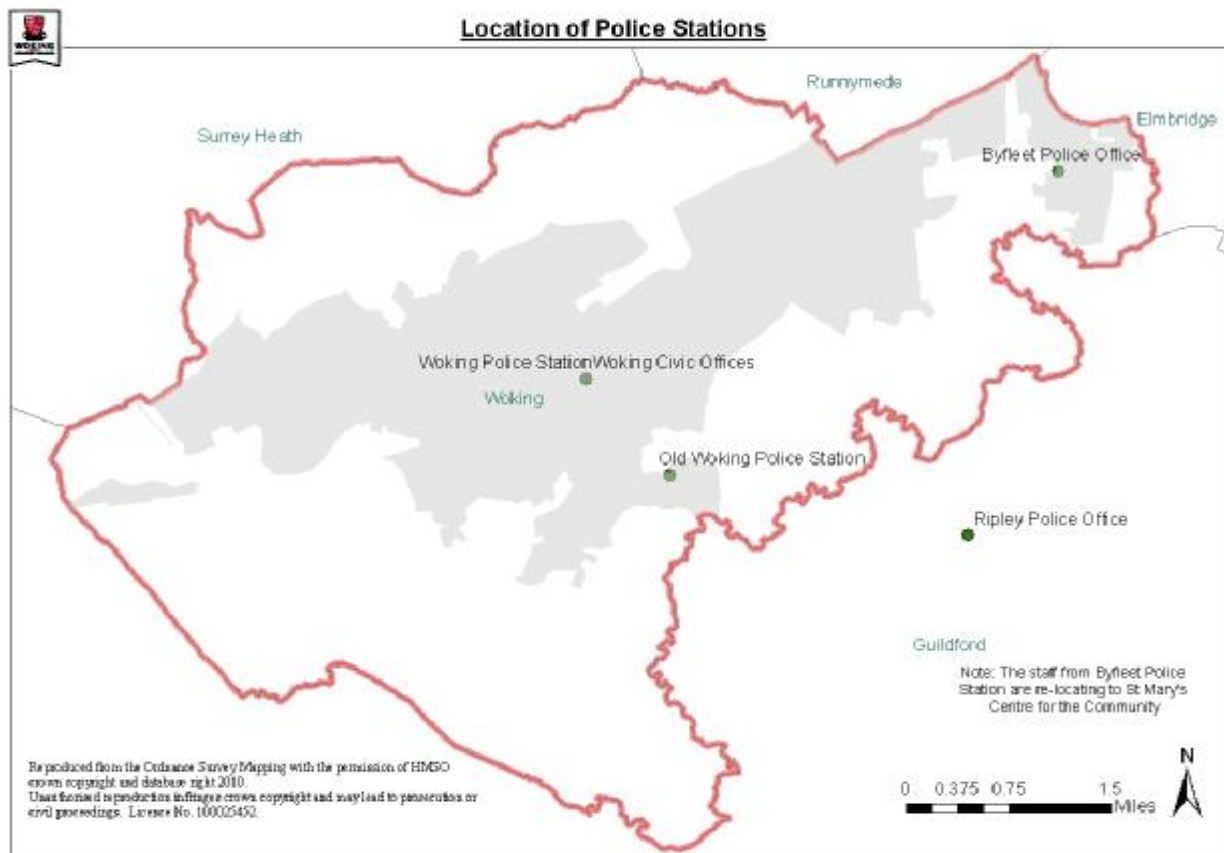 WOKING
Location of Police Stations
Runnymede
Surrey Heath
Elmbridge
Byfleet Police Office
Woking Police StationWoking Civic Offices
Woking
Old Woking Police Station
Ripley Police Office
Guildford
Note: The staff from Byfleet Police
Station are re-locating to St Mary's
Centre for the Community
Reproduced from the Ordnance Survey Mapping with the permission of HMSO
crown copyright and database right 2010.
Unauthorised reproduction infringes crown copyright and may lead to prosecution or
civil proceedings. Licence No. 100025452.
N
0 0.375 0.75 1.5
Miles